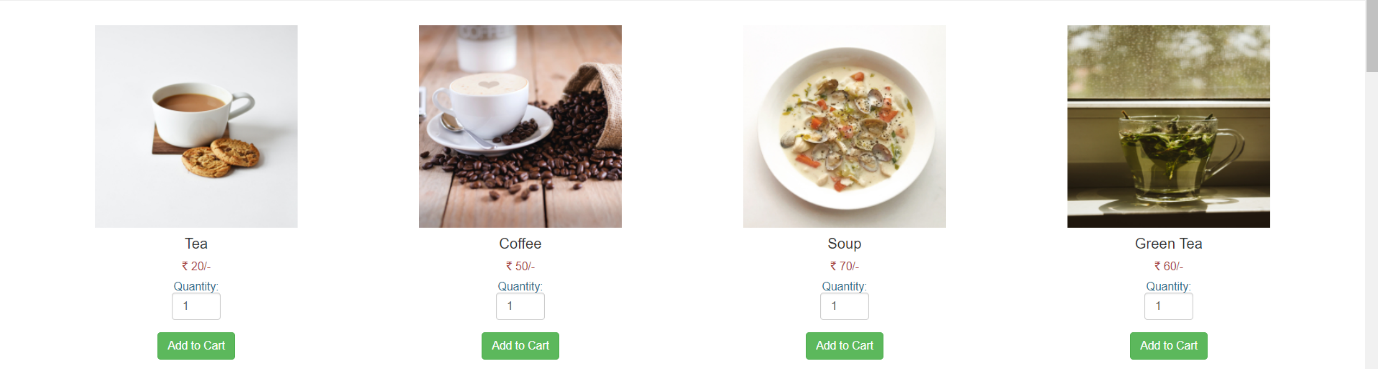 COFFEE
Tea
₹ 20/-
Quantity:
1
Add to Cart
Coffee
₹ 50/-
Quantity:
1
Add to Cart
Soup
₹ 70/-
Quantity:
1
Add to Cart
Green Tea
₹ 60/-
Quantity:
1
Add to Cart